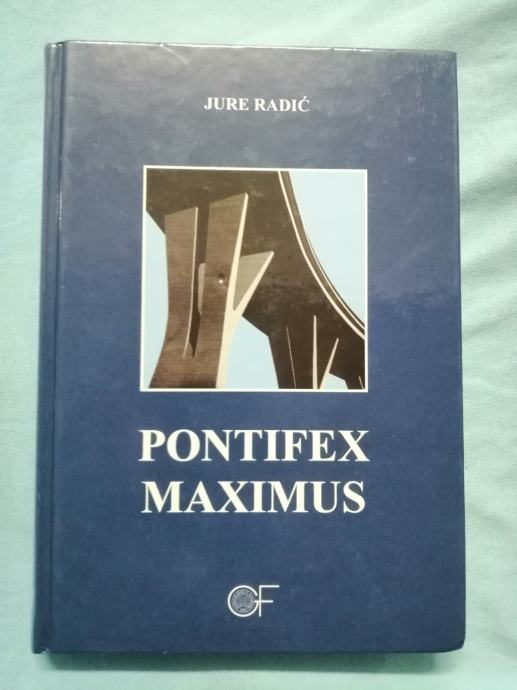 JURE RADIĆ
PONTIFEX
MAXIMUS
GF